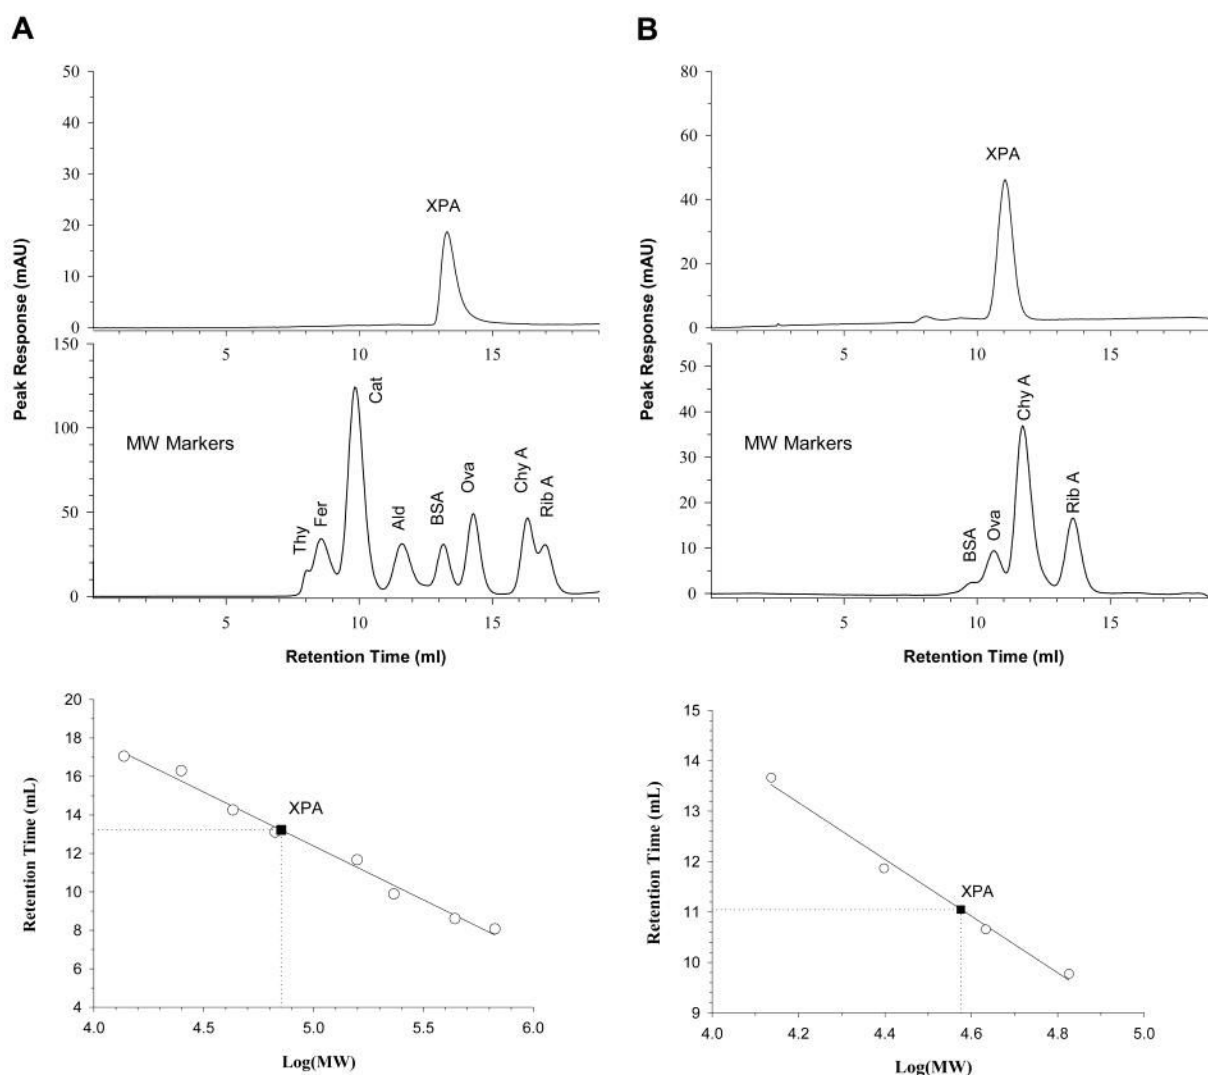 A
50
40
30
20
10
0
XPA
5
10
15
Peak Response (mAU)
150
100
50
0
MW Markers
Thy
Fer
Cat
Ald
BSA
Ova
Chy A
Rib A
5
10
15
Retention Time (ml)
20
18
16
14
12
10
8
6
4
XPA
Retention Time (mL)
4.0
4.5
5.0
5.5
6.0
Log(MW)
B
80
60
40
20
0
XPA
5
10
15
Peak Response (mAU)
50
40
30
20
10
0
MW Markers
BSA
Ova
Chy A
Rib A
5
10
15
Retention Time (ml)
15
14
13
12
11
10
9
XPA
Retention Time (mL)
4.0
4.2
4.4
4.6
4.8
5.0
Log(MW)